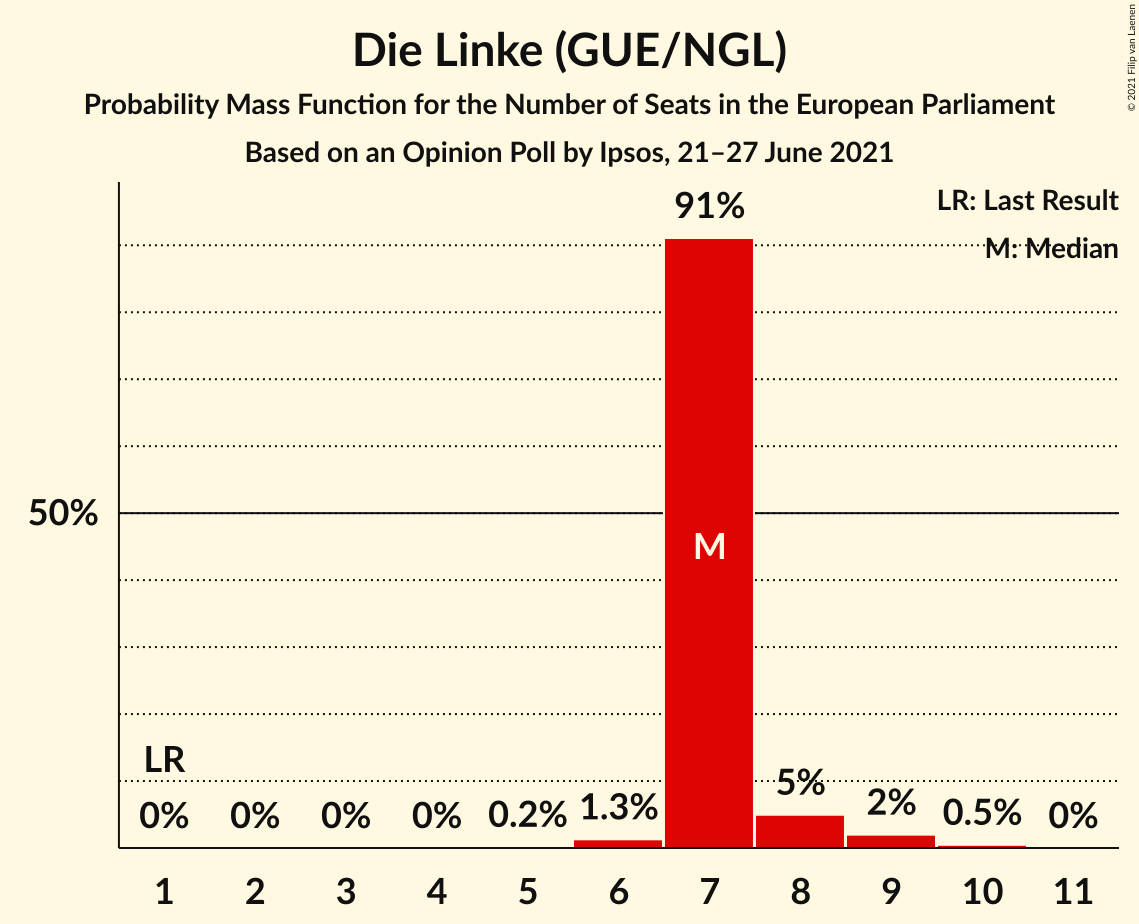 Die Linke (GUE/NGL)
Probability Mass Function for the Number of Seats in the European Parliament
Based on an Opinion Poll by Ipsos, 21–27 June 2021
© 2021 Filip van Laenen
LR: Last Result
M: Median
91%
50%
M
LR
0% 0% 0% 0% 0.2% 1.3% 5% 2% 0.5% 0%
1 2 3 4 5 6 7 8 9 10 11